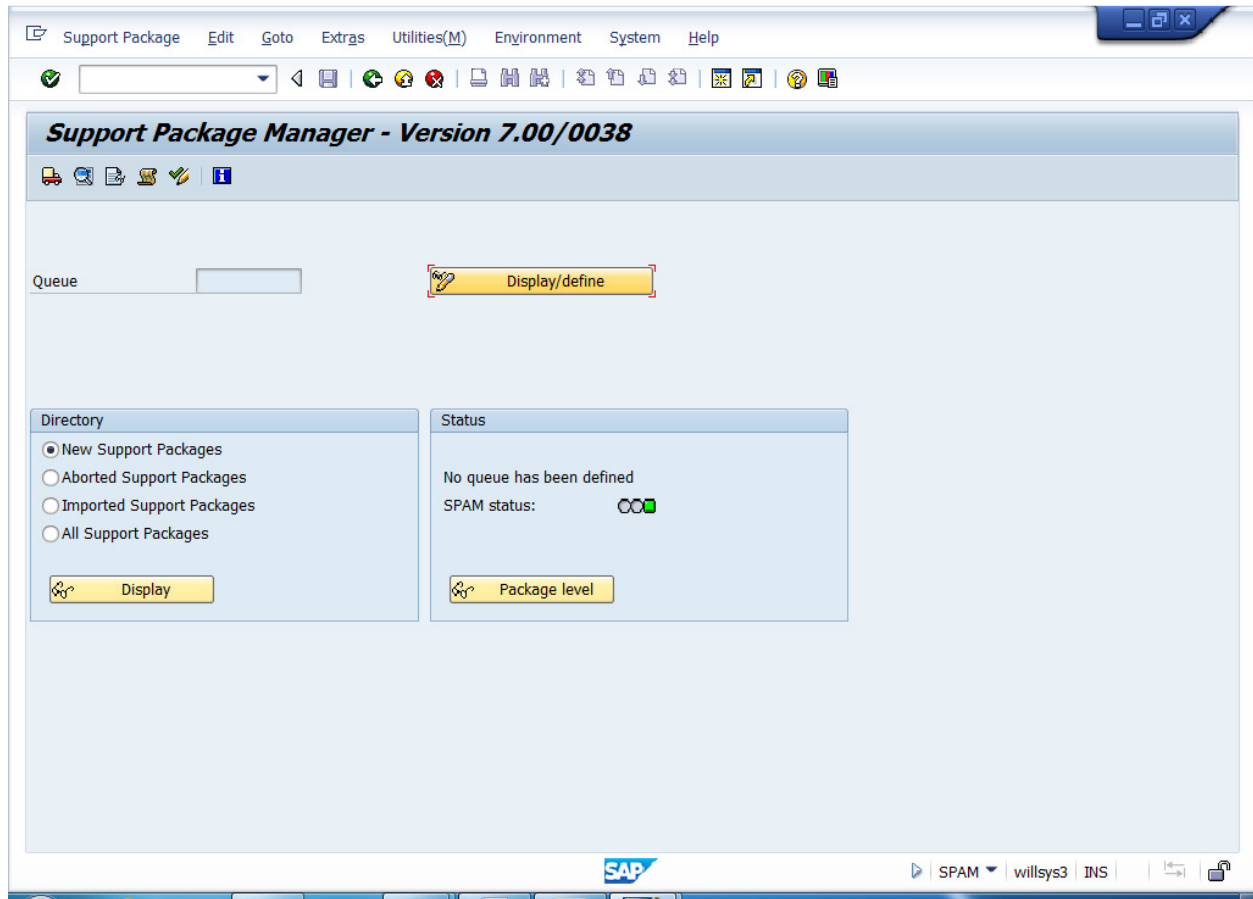 Support Package Edit Goto Extras Utilities(M) Environment System Help
Support Package Manager - Version 7.00/0038
Queue Display/define
Directory
New Support Packages
Aborted Support Packages
Imported Support Packages
All Support Packages
Display
Status
No queue has been defined
SPAM status:
Package level
SAP
SPAM willsys3 INS